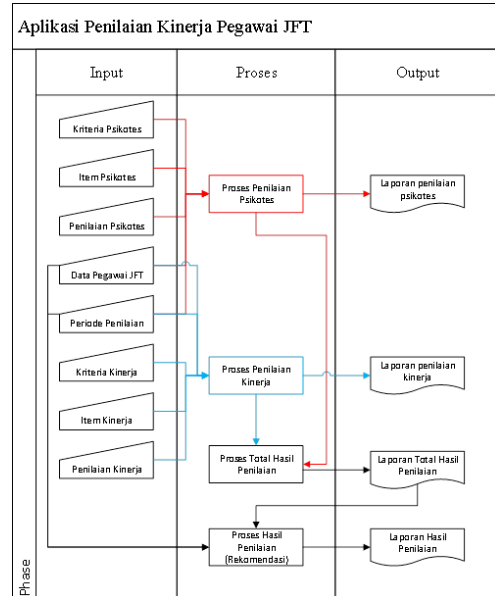 Aplikasi Penilaian Kinerja Pegawai JFT
Input
Proses
Output
Kriteria Psikotes
Item Psikotes
Penilaian Psikotes
Data Pegawai JFT
Periode Penilaian
Kriteria Kinerja
Item Kinerja
Penilaian Kinerja
Proses Penilaian
Psikotes
Proses Penilaian
Kinerja
Proses Total Hasil
Penilaian
Proses Hasil
Penilaian
(Rekomendasi)
Laporan penilaian
psikotes
Laporan penilaian
kinerja
Laporan Total Hasil
Penilaian
Laporan Hasil
Penilaian
Phase